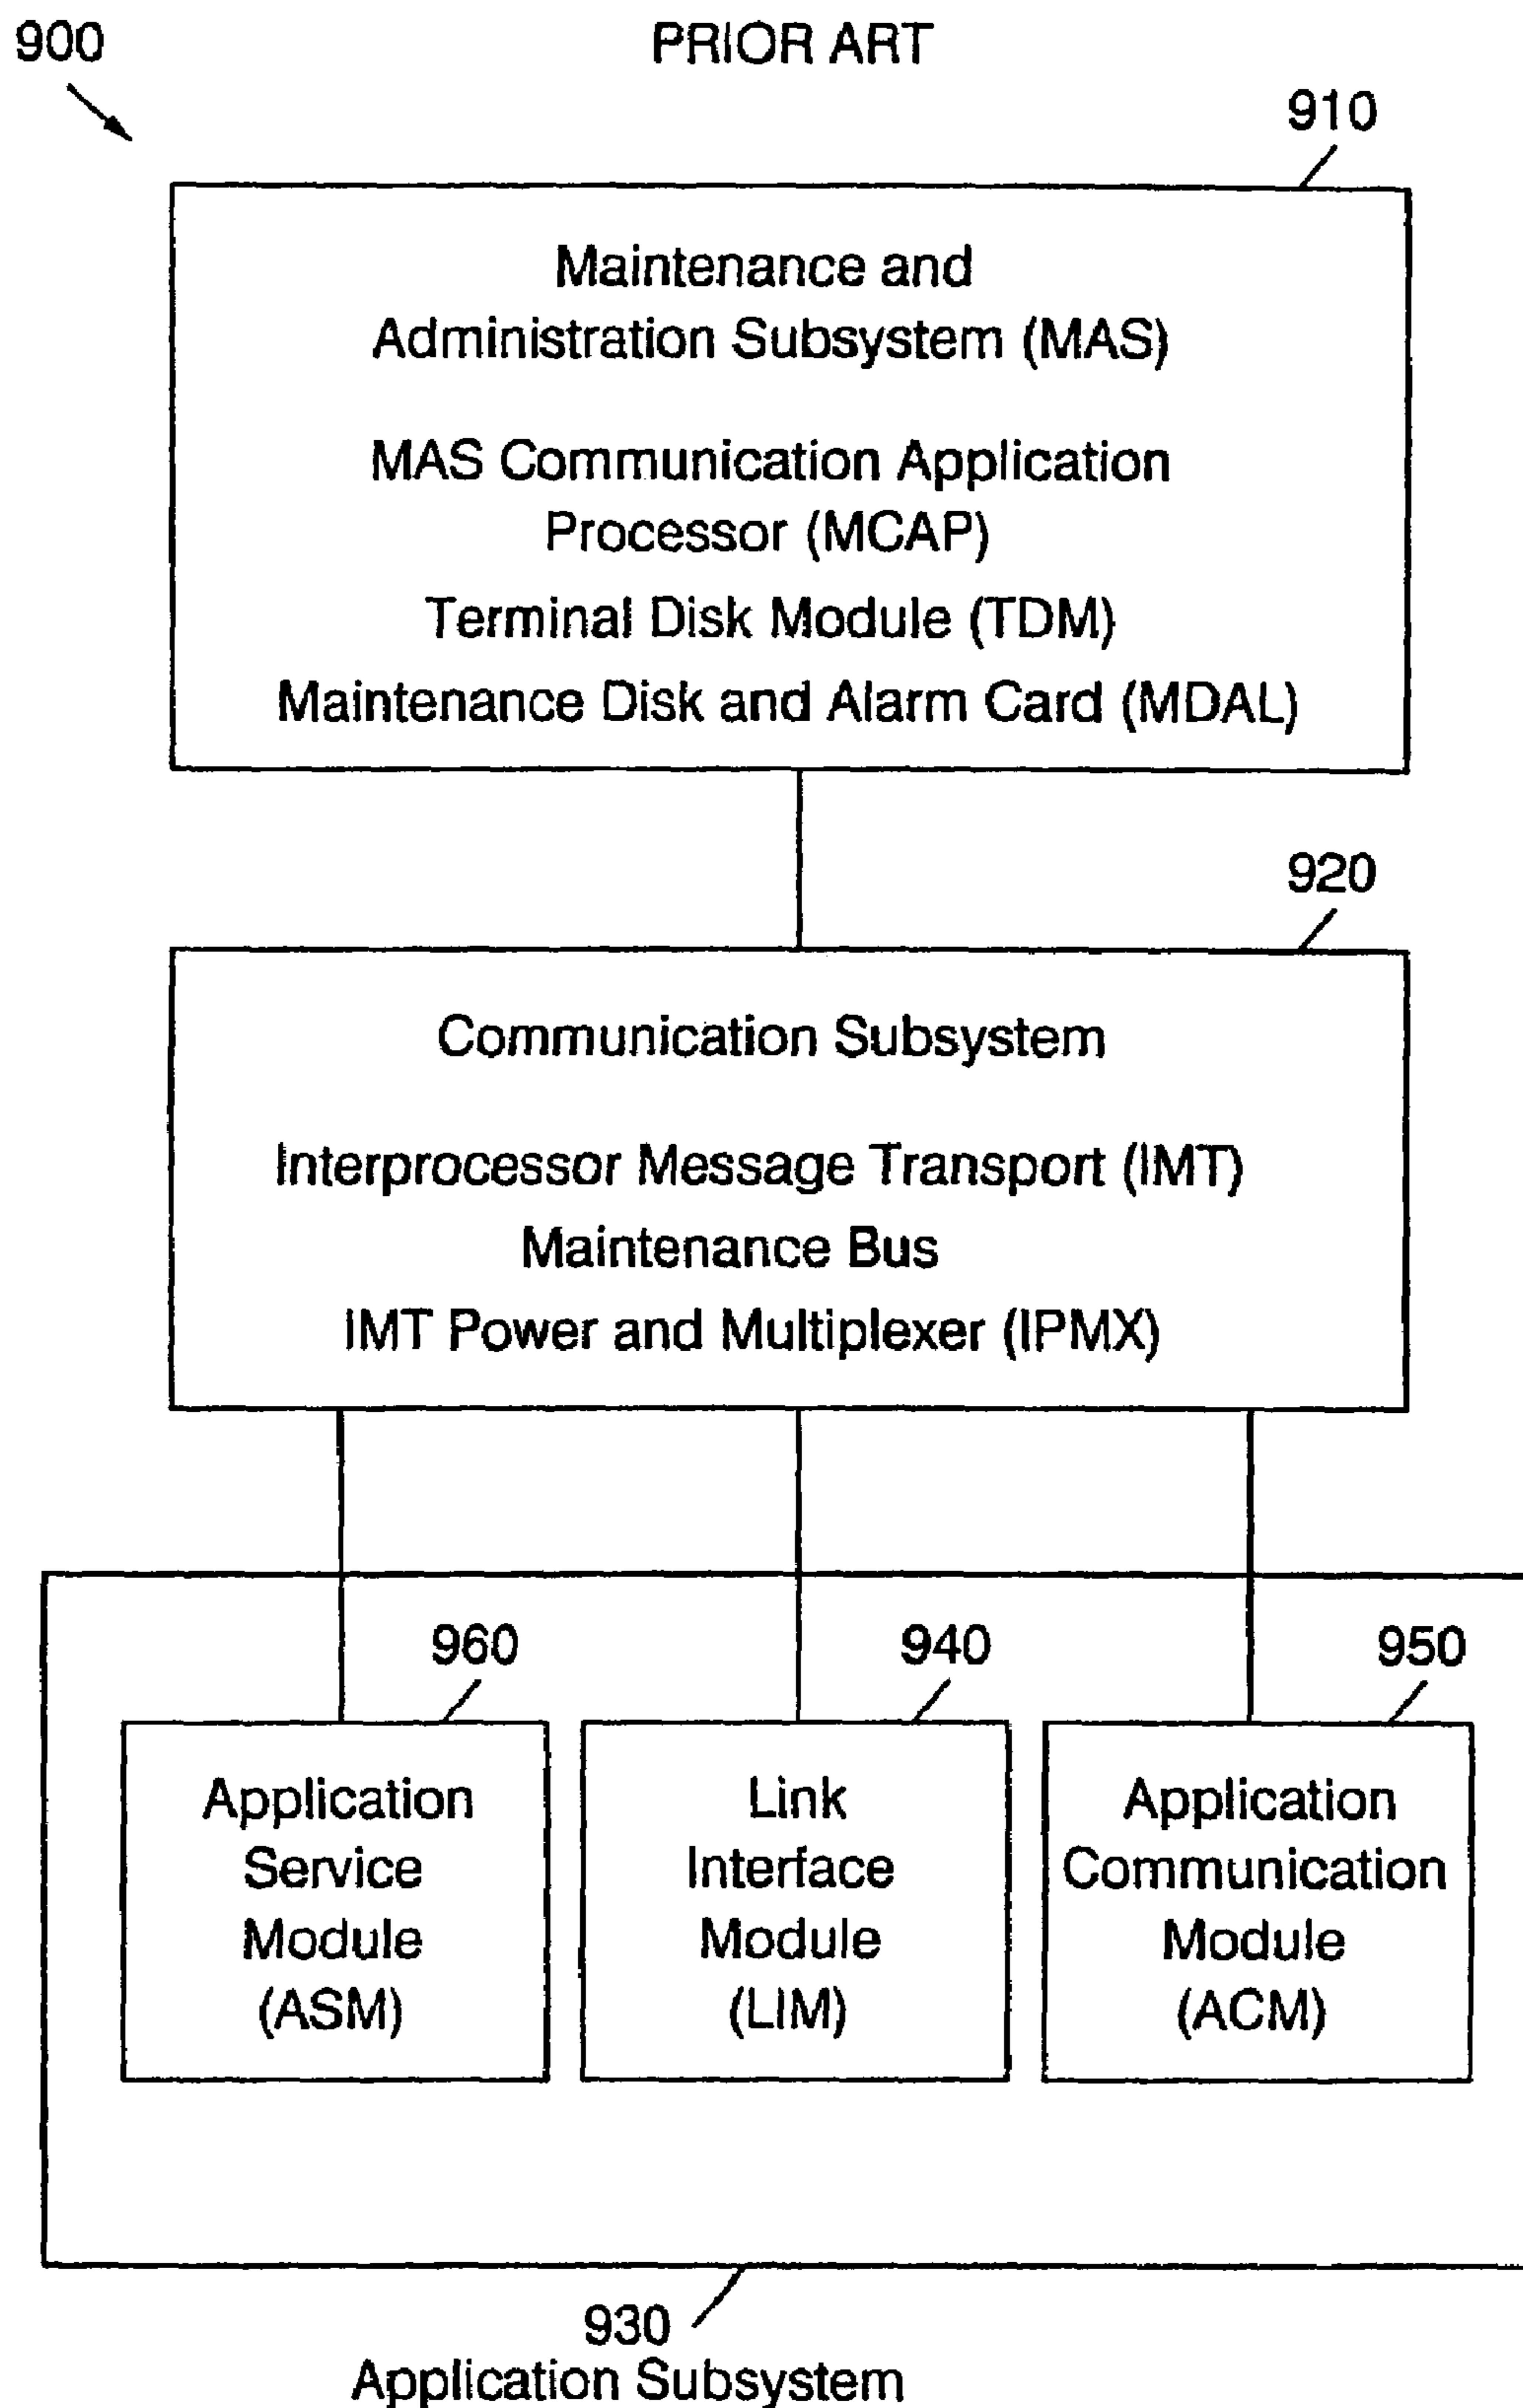 900
PRIOR ART
910
Maintenance and
Administration Subsystem (MAS)
MAS Communication Application
Processor (MCAP)
Terminal Disk Module (TDM)
Maintenance Disk and Alarm Card (MDAL)
920
Communication Subsystem
Interprocessor Message Transport (IMT)
Maintenance Bus
IMT Power and Multiplexer (IPMX)
960
Application
Service
Module
(ASM)
940
Link
Interface
Module
(LIM)
950
Application
Communication
Module
(ACM)
930
Application Subsystem